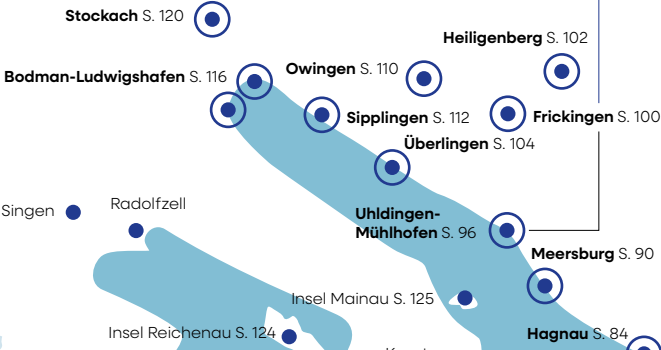 Stockach S. 120
Heiligenberg S. 102
Bodman-Ludwigshafen S. 116
Owingen S. 110
Sipplingen S. 112
Frickingen S. 100
Überlingen S. 104
Singen
Radolfzell
Uhldingen-
Mühlhofen S. 96
Meersburg S. 90
Insel Mainau S. 125
Insel Reichenau S. 124
Hagnau S. 84